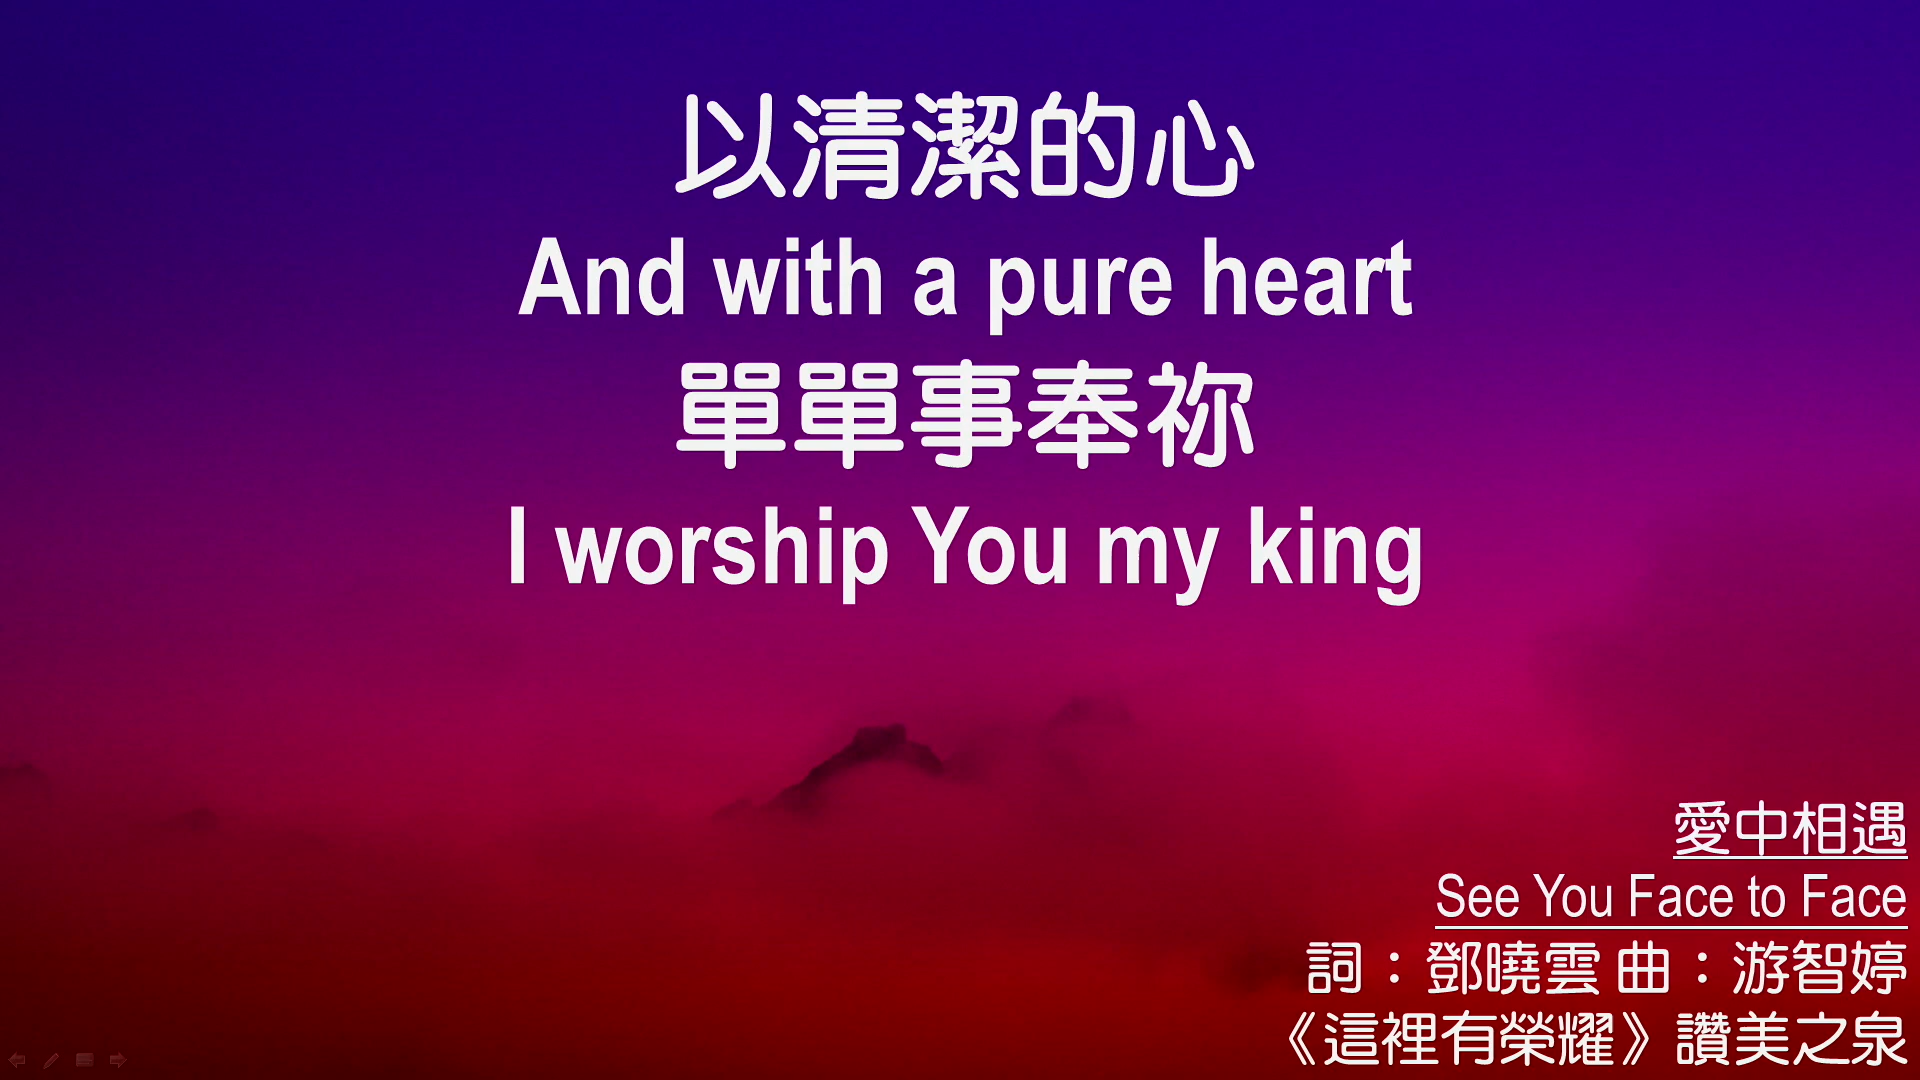 以清潔的心
And with a pure heart
單單事奉祢
I worship You my king
愛中相遇
See You Face to Face
詞：鄧曉雲 曲：游智婷
《這裡有榮耀》讚美之泉